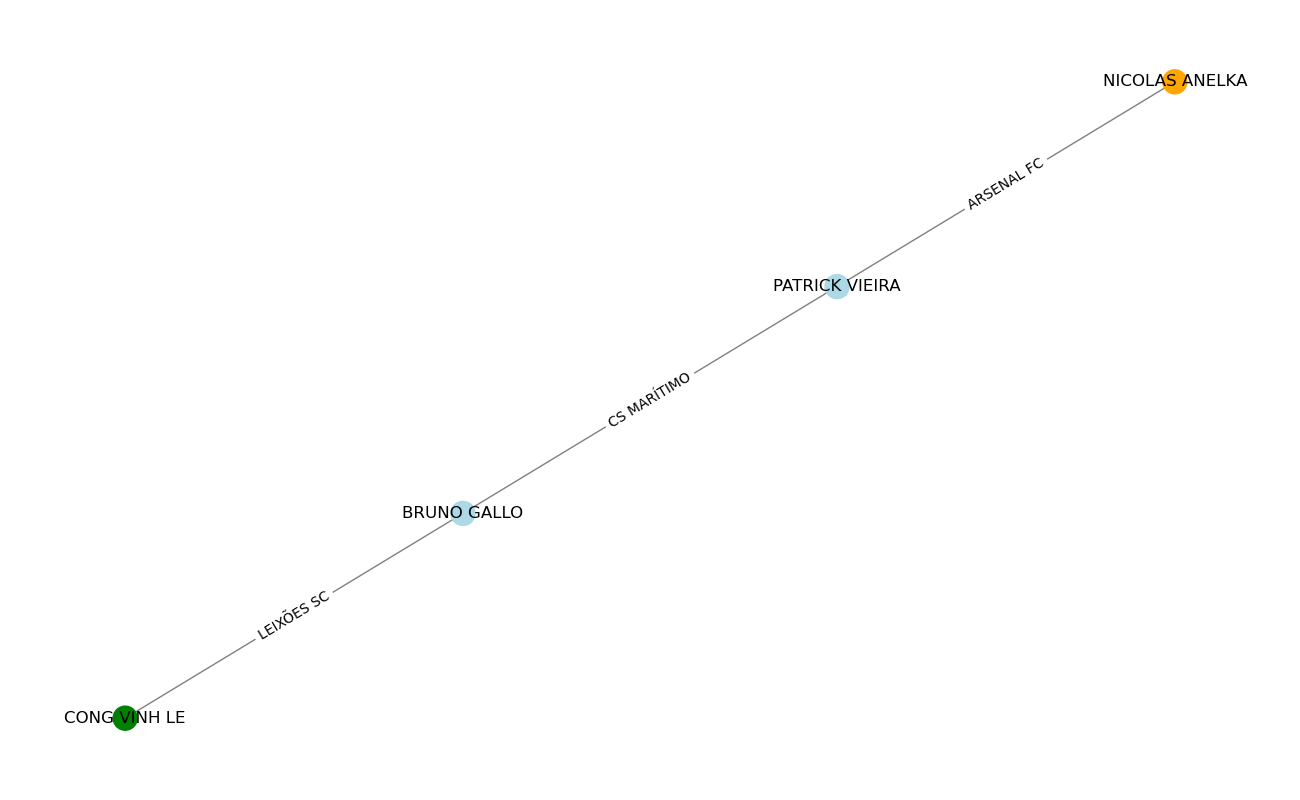 NICOLAS ANELKA
ARSENAL FC
PATRICK VIEIRA
CS MARÍTIMO
BRUNO GALLO
LEIXÕES SC
CONG VINH LE